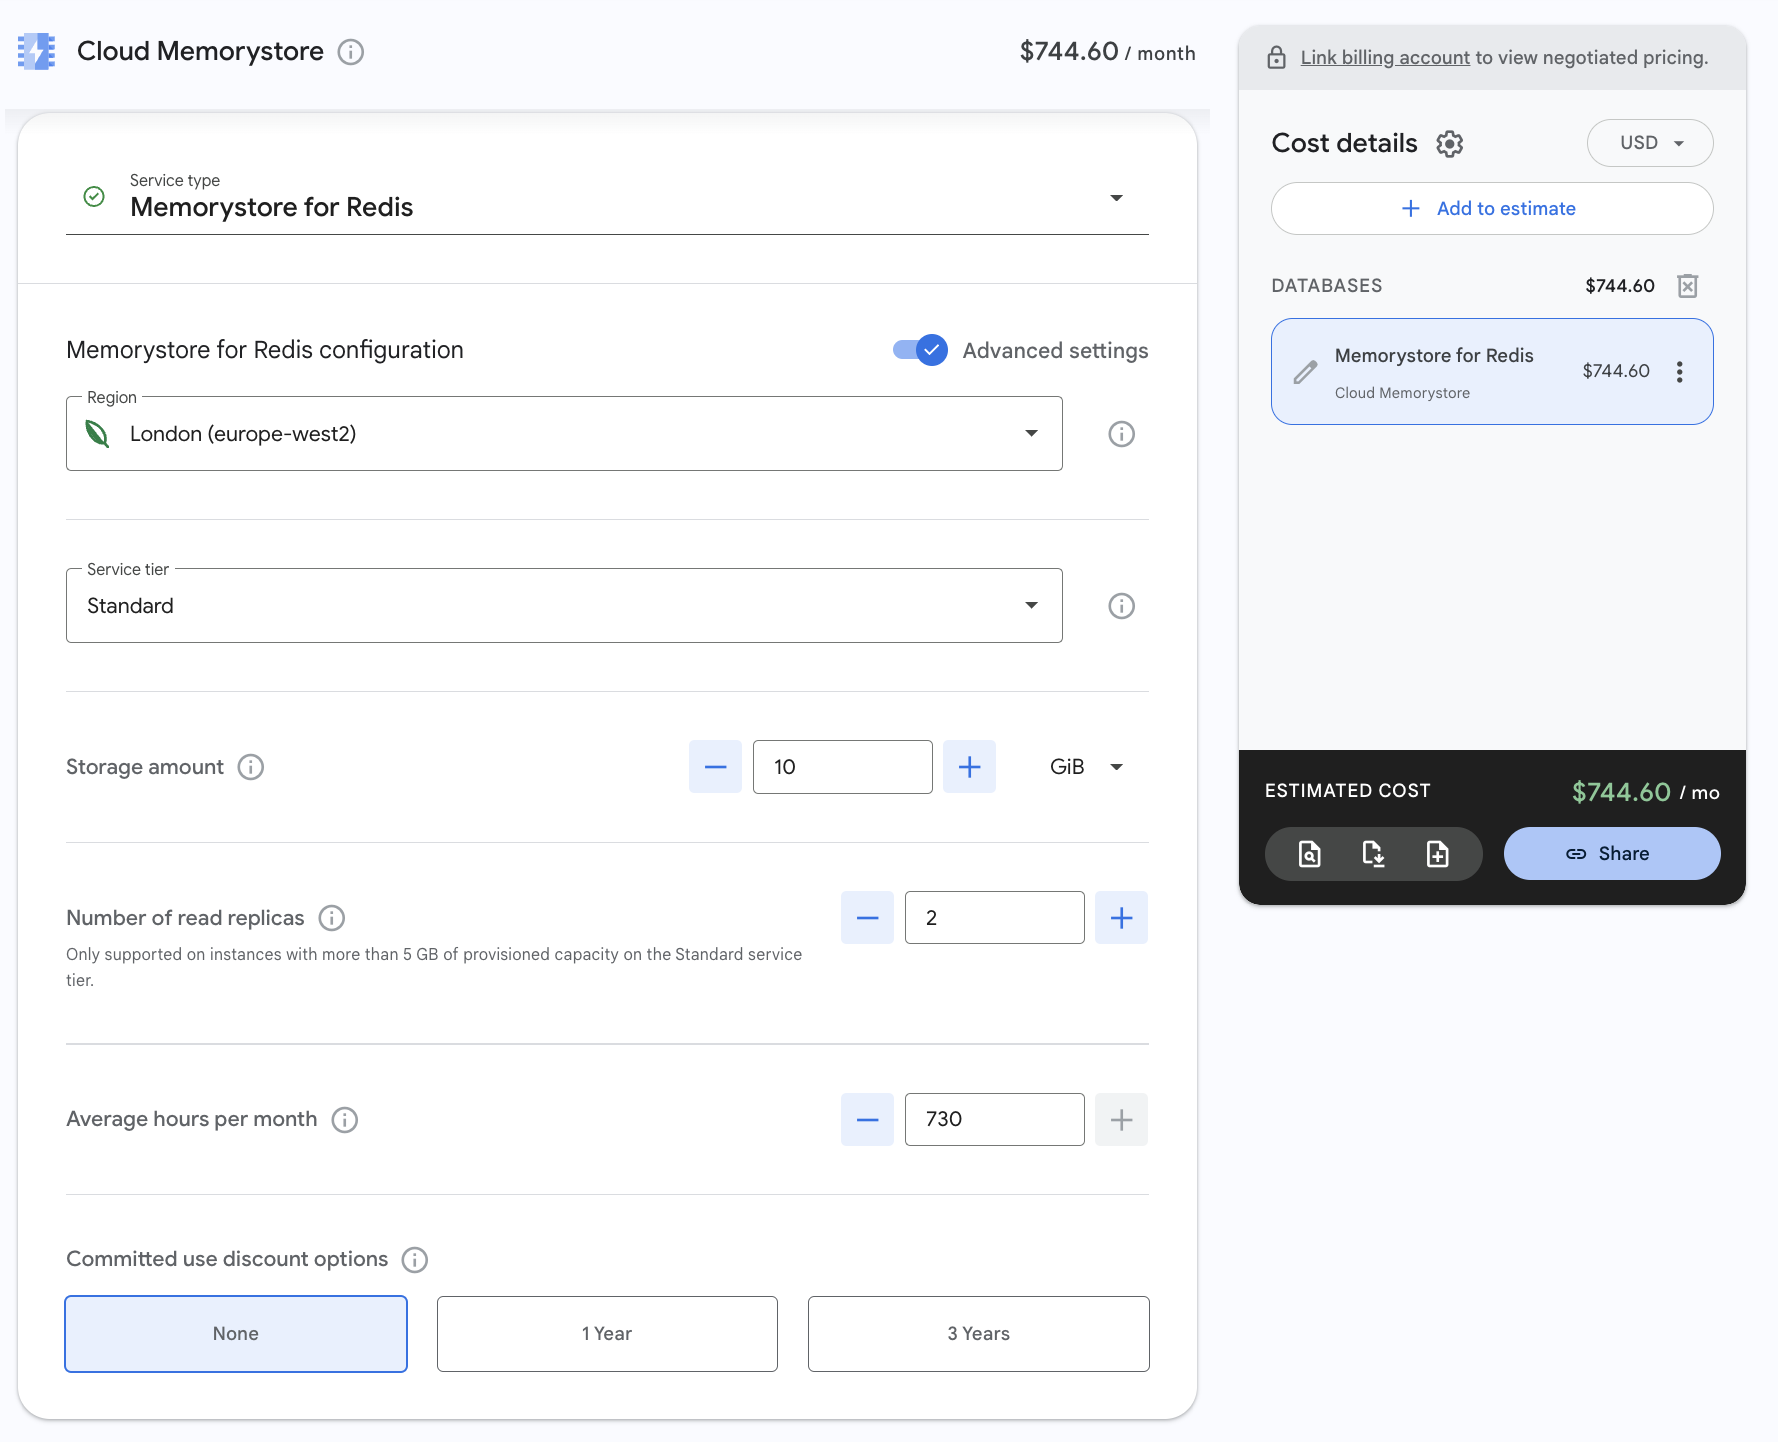 Cloud Memorystore
$744.60 / month
Service type
Memorystore for Redis
Memorystore for Redis configuration
Advanced settings
Region
London (europe-west2)
Service tier
Standard
Storage amount
10
GiB
Number of read replicas
2
Only supported on instances with more than 5 GB of provisioned capacity on the Standard service
tier.
Average hours per month
730
Committed use discount options
None
1 Year
3 Years
Link billing account to view negotiated pricing.
Cost details
USD
Add to estimate
DATABASES
$744.60
Memorystore for Redis
$744.60
Cloud Memorystore
ESTIMATED COST
$744.60 / mo
Share